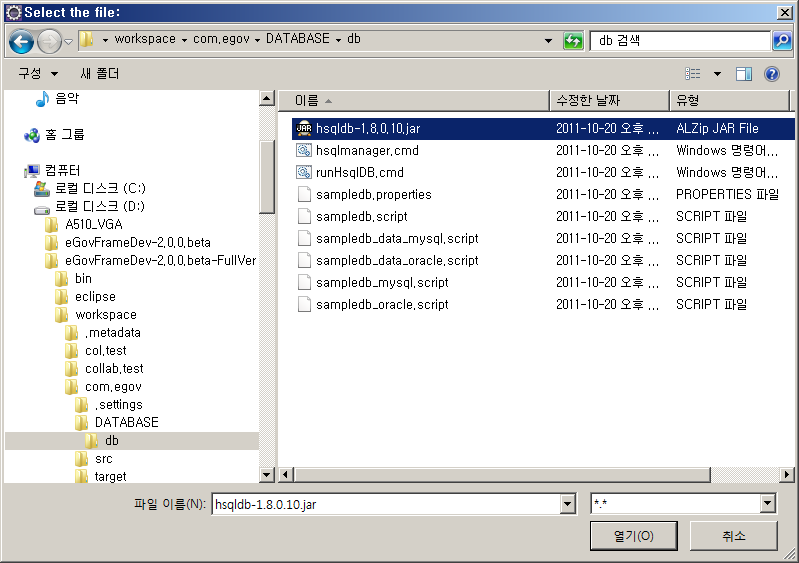 Select the file:
workspace com.egov DATABASE db
db 검색
구성 새 폴더
음악
홈 그룹
컴퓨터
로컬 디스크 (C:)
로컬 디스크 (D:)
A510_VGA
eGovFrameDev-2.0.0.beta
eGovFrameDev-2.0.0.beta-FullVer
bin
eclipse
workspace
.metadata
col.test
collab.test
com.egov
.settings
DATABASE
db
src
target
이름 수정한 날짜 유형
JAR hsqldb-1.8.0.10.jar 2011-10-20 오후 ... ALZip JAR File
hsqlmanager.cmd 2011-10-20 오후 ... Windows 명령어...
runHsqlDB.cmd 2011-10-20 오후 ... Windows 명령어...
sampledb.properties 2011-10-20 오후 ... PROPERTIES 파일
sampledb.script 2011-10-20 오후 ... SCRIPT 파일
sampledb_data_mysql.script 2011-10-20 오후 ... SCRIPT 파일
sampledb_data_oracle.script 2011-10-20 오후 ... SCRIPT 파일
sampledb_mysql.script 2011-10-20 오후 ... SCRIPT 파일
sampledb_oracle.script 2011-10-20 오후 ... SCRIPT 파일
파일 이름(N): hsqldb-1.8.0.10.jar *.*
열기(O) 취소